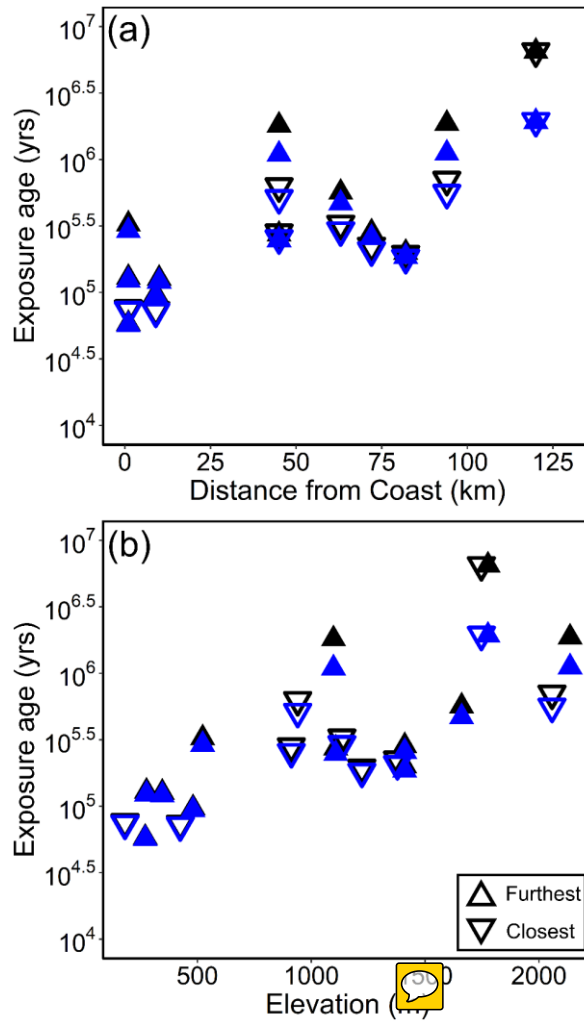 (a)
Exposure age (yrs)
10^7
10^6.5
10^6
10^5.5
10^5
10^4.5
10^4
0 25 50 75 100 125
Distance from Coast (km)
(b)
Exposure age (yrs)
10^7
10^6.5
10^6
10^5.5
10^5
10^4.5
10^4
Furthest
Closest
500 1000 1500 2000
Elevation